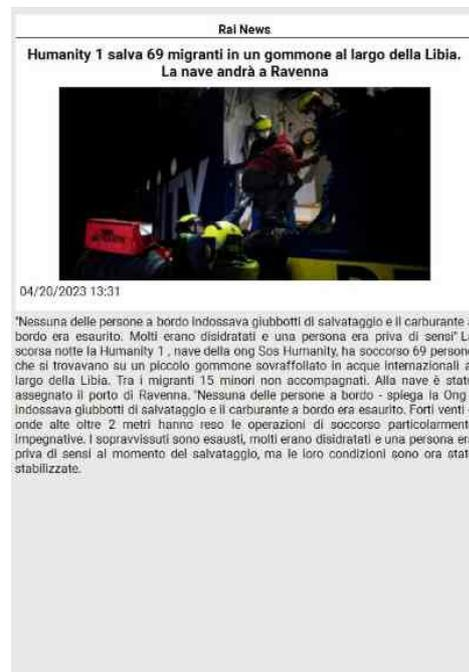 Rai News
Humanity 1 salva 69 migranti in un gommone al largo della Libia.
La nave andrà a Ravenna
04/20/2023 13:31
"Nessuna delle persone a bordo indossava giubbotti di salvataggio e il carburante a
bordo era esaurito. Molti erano disidratati e una persona era priva di sensi" La
scorsa notte la Humanity 1 , nave della ong Sos Humanity, ha soccorso 69 persone
che si trovavano su un piccolo gommone sovraffollato in acque internazionali al
largo della Libia. Tra i migranti 15 minori non accompagnati. Alla nave è stato
assegnato il porto di Ravenna. "Nessuna delle persone a bordo - spiega la Ong -
indossava giubbotti di salvataggio e il carburante a bordo era esaurito. Forti venti e
onde alte oltre 2 metri hanno reso le operazioni di soccorso particolarmente
impegnative. I sopravvissuti sono esausti, molti erano disidratati e una persona era
priva di sensi al momento del salvataggio, ma le loro condizioni sono ora state
stabilizzate.